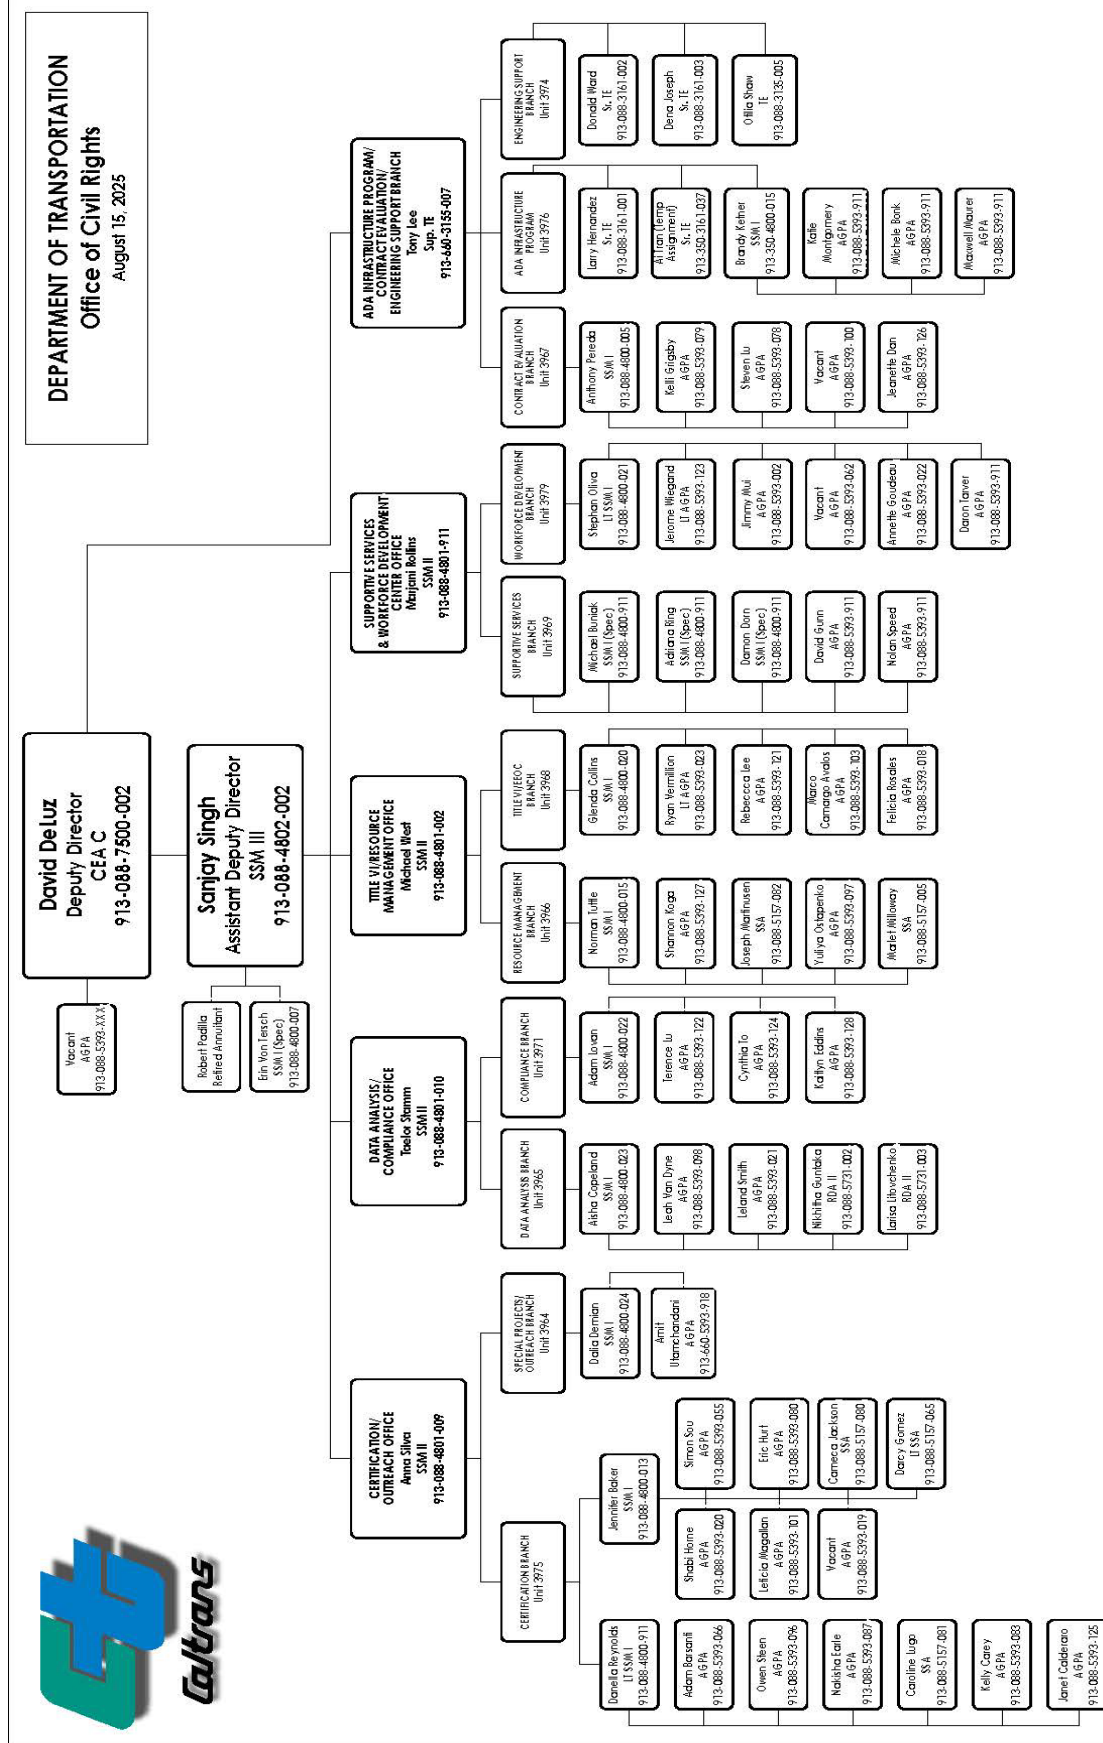 DEPARTMENT OF TRANSPORTATION
Office of Civil Rights
August 15, 2025
Caltrans
David DeLuz
Deputy Director
CEA C
913-088-7500-002
Vacant
AGPA
913-088-5393-XXX
Sanjay Singh
Assistant Deputy Director
SSM III
913-088-4802-002
Robert Padilla
Retired Annuitant
Erin Von Tersch
SSM I (Spec)
913-088-4800-007
CERTIFICATION/
OUTREACH OFFICE
Anna Silva
SSM II
913-088-4801-009
DATA ANALYSIS/
COMPLIANCE OFFICE
Taelor Stamm
SSM II
913-088-4801-010
TITLE VI/RESOURCE
MANAGEMENT OFFICE
Michael West
SSM II
913-088-4801-002
SUPPORTIVE SERVICES
& WORKFORCE DEVELOPMENT
CENTER OFFICE
Marjani Rollins
SSM II
913-088-4801-911
ADA INFRASTRUCTURE PROGRAM/
CONTRACT EVALUATION/
ENGINEERING SUPPORT BRANCH
Tony Lee
Sup. TE
913-660-3155-007
CERTIFICATION BRANCH
Unit 3975
Danella Reynolds
LT SSM I
913-088-4800-911
Adam Barsanti
AGPA
913-088-5393-066
Owen Steen
AGPA
913-088-5393-096
Nakisha Earle
AGPA
913-088-5393-087
Caroline Lugo
SSA
913-088-5157-081
Kelly Carey
AGPA
913-088-5393-083
Janet Calderaro
AGPA
913-088-5393-125
Jennifer Baker
SSM I
913-088-4800-013
Shabi Horne
AGPA
913-088-5393-020
Simon Sou
AGPA
913-088-5393-055
Leticia Magallan
AGPA
913-088-5393-101
Eric Hurt
AGPA
913-088-5393-080
Vacant
AGPA
913-088-5393-019
Cameca Jackson
SSA
913-088-5157-080
Darcy Gomez
LT SSA
913-088-5157-065
SPECIAL PROJECTS/
OUTREACH BRANCH
Unit 3964
Dalia Demian
SSM I
913-088-4800-024
Amit
Utamchandani
AGPA
913-660-5393-918
DATA ANALYSIS BRANCH
Unit 3965
Aisha Copeland
SSM I
913-088-4800-023
Leah Van Dyne
AGPA
913-088-5393-098
Leland Smith
AGPA
913-088-5393-021
Nikhitha Guntaka
RDA II
913-088-5731-002
Larisa Litovchenko
RDA II
913-088-5731-003
COMPLIANCE BRANCH
Unit 3971
Adam Lovan
SSM I
913-088-4800-022
Terence Lu
AGPA
913-088-5393-122
Cynthia To
AGPA
913-088-5393-124
Kaitlyn Eddins
AGPA
913-088-5393-128
RESOURCE MANAGEMENT
BRANCH
Unit 3966
Norman Tuttle
SSM I
913-088-4800-015
Shannon Koga
AGPA
913-088-5393-127
Joseph Martinusen
SSA
913-088-5157-082
Yuliya Ostapenko
AGPA
913-088-5393-097
Marlet Milloway
SSA
913-088-5157-005
TITLE VI/EEOC
BRANCH
Unit 3968
Glenda Collins
SSM I
913-088-4800-020
Ryan Vermillion
LT AGPA
913-088-5393-023
Rebeccca Lee
AGPA
913-088-5393-121
Marco
Camargo Avalos
AGPA
913-088-5393-103
Felicia Rosales
AGPA
913-088-5393-018
SUPPORTIVE SERVICES
BRANCH
Unit 3969
Michael Buniak
SSM I (Spec)
913-088-4800-911
Adriana Ring
SSM I (Spec)
913-088-4800-911
Damon Dorn
SSM I (Spec)
913-088-4800-911
David Gunn
AGPA
913-088-5393-911
Nolan Speed
AGPA
913-088-5393-911
WORKFORCE DEVELOPMENT
BRANCH
Unit 3979
Stephan Oliva
LT SSM I
913-088-4800-021
Jerome Wiegand
LT AGPA
913-088-5393-123
Jimmy Mui
AGPA
913-088-5393-002
Vacant
AGPA
913-088-5393-062
Annette Goudeau
AGPA
913-088-5393-022
Daron Tarver
AGPA
913-088-5393-911
CONTRACT EVALUATION
BRANCH
Unit 3967
Anthony Pereda
SSM I
913-088-4800-005
Kelli Grigsby
AGPA
913-088-5393-079
Steven Lu
AGPA
913-088-5393-078
Vacant
AGPA
913-088-5393-100
Jeanette Dan
AGPA
913-088-5393-126
ADA INFRASTRUCTURE
PROGRAM
Unit 3976
Larry Hernandez
Sr. TE
913-088-3161-001
Ai Tran (Temp
Assignment)
Sr. TE
913-350-3161-037
Brandy Kether
SSM I
913-350-4800-015
Katie
Montgomery
AGPA
913-088-5393-911
Michele Bonk
AGPA
913-088-5393-911
Maxwell Maurer
AGPA
913-088-5393-911
ENGINEERING SUPPORT
BRANCH
Unit 3974
Donald Ward
Sr. TE
913-088-3161-002
Dena Joseph
Sr. TE
913-088-3161-003
Otilia Shaw
TE
913-088-3135-005